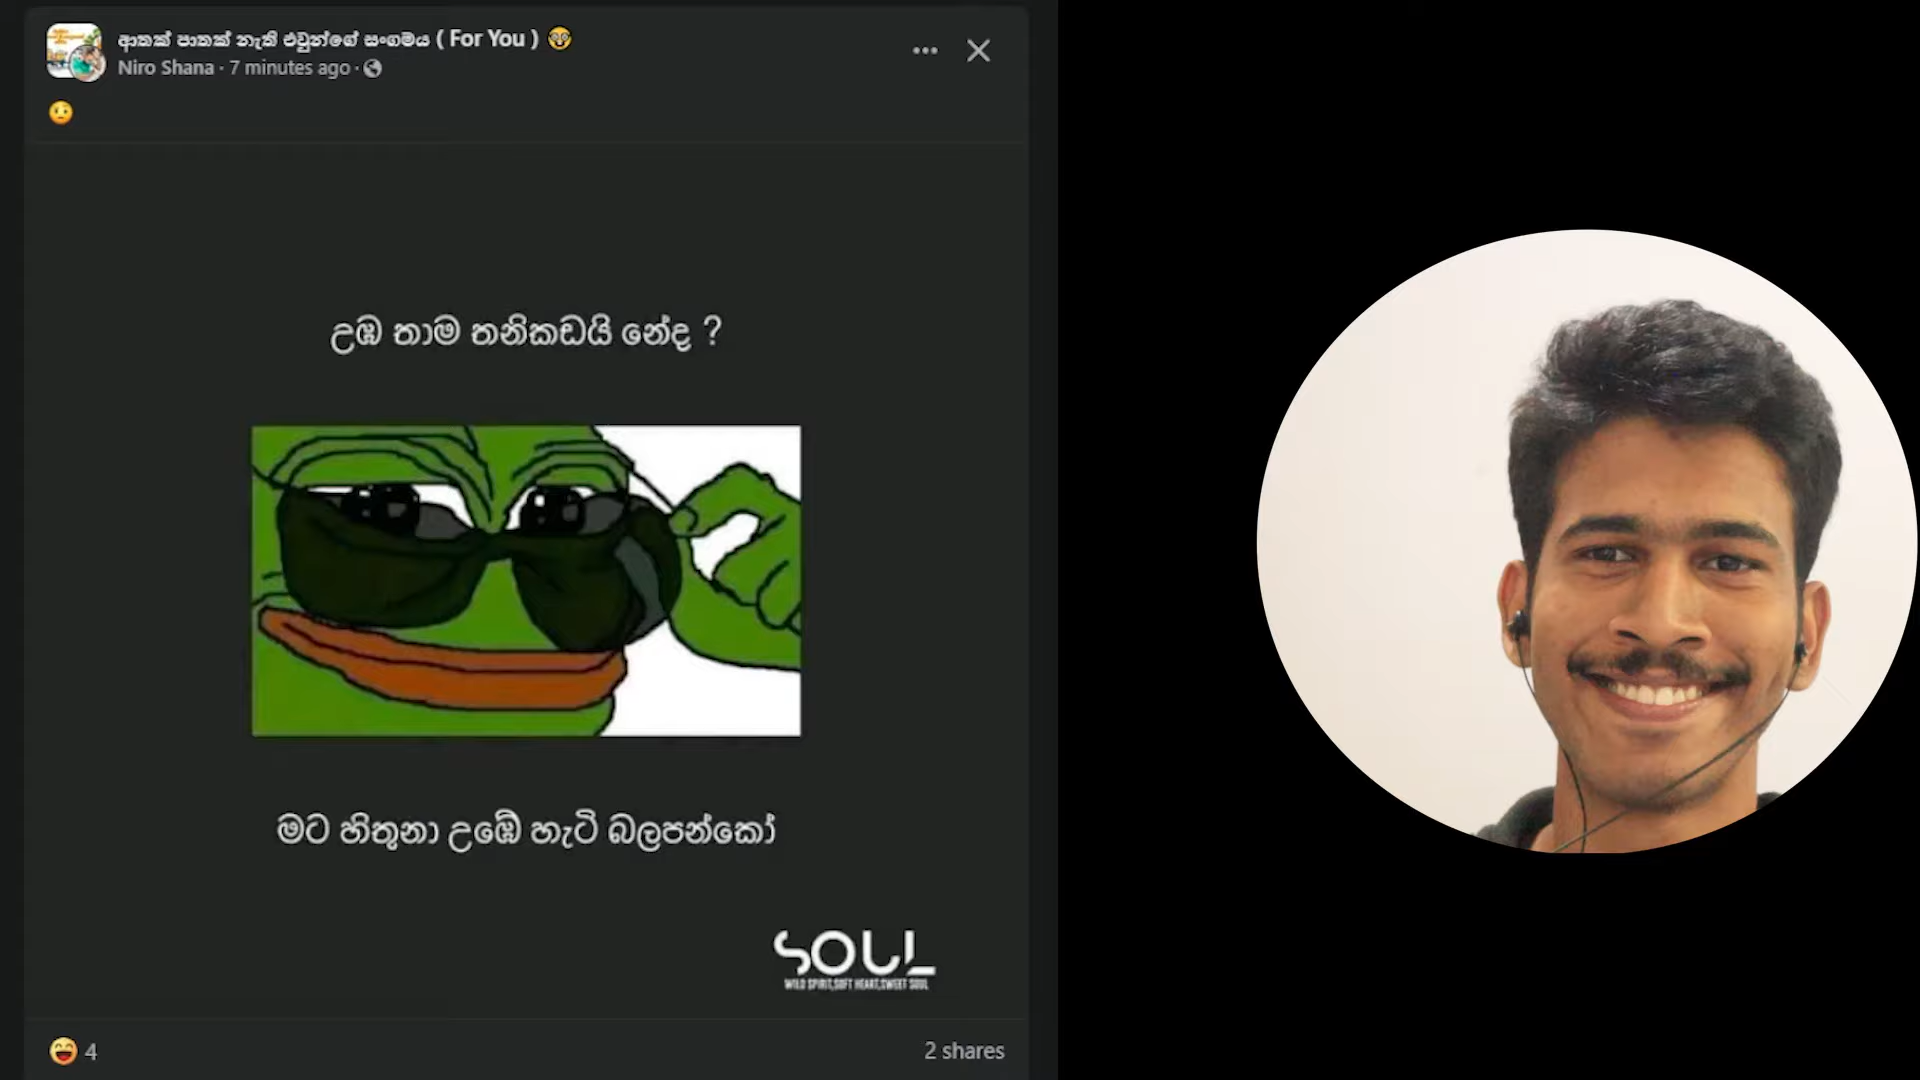 ආතක් පාතක් නැති එවුන්ගේ සංගමය ( For You ) 🤓
Niro Shana · 7 minutes ago ·
😟
උඹ තාම තනිකඩයි නේද ?
මට හිතුනා උඹේ හැටි බලපන්කෝ
SOUL
WILD SPIRIT,SOFT HEART,SWEET SOUL
😆 4
2 shares